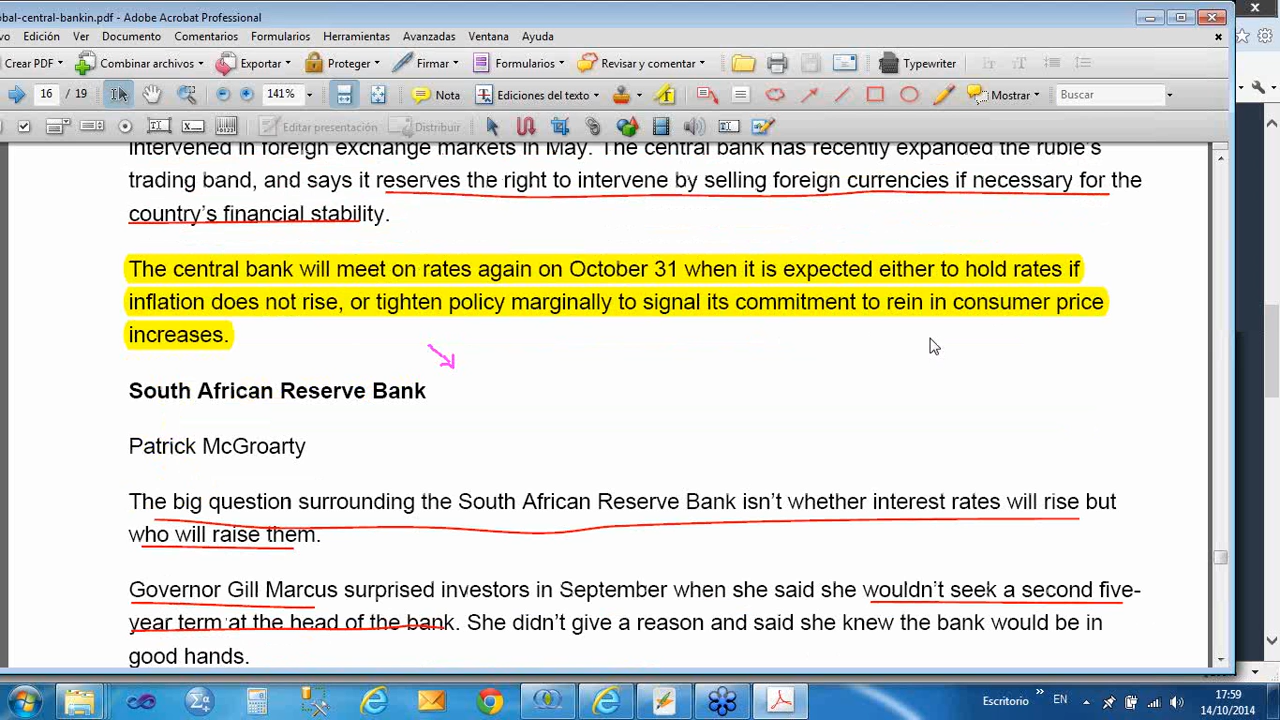 bal-central-bankin.pdf - Adobe Acrobat Professional
vo Edición Ver Documento Comentarios Formularios Herramientas Avanzadas Ventana Ayuda
Crear PDF Combinar archivos Exportar Proteger Firmar Formularios Revisar y comentar Typewriter
16 / 19 141% Nota Ediciones del texto Mostrar Buscar
Editar presentación Distribuir
intervened in foreign exchange markets in May. The central bank has recently expanded the ruble's
trading band, and says it reserves the right to intervene by selling foreign currencies if necessary for the
country's financial stability.
The central bank will meet on rates again on October 31 when it is expected either to hold rates if
inflation does not rise, or tighten policy marginally to signal its commitment to rein in consumer price
increases.
South African Reserve Bank
Patrick McGroarty
The big question surrounding the South African Reserve Bank isn't whether interest rates will rise but
who will raise them.
Governor Gill Marcus surprised investors in September when she said she wouldn't seek a second five-
year term at the head of the bank. She didn't give a reason and said she knew the bank would be in
good hands.
Escritorio EN 17:59
14/10/2014